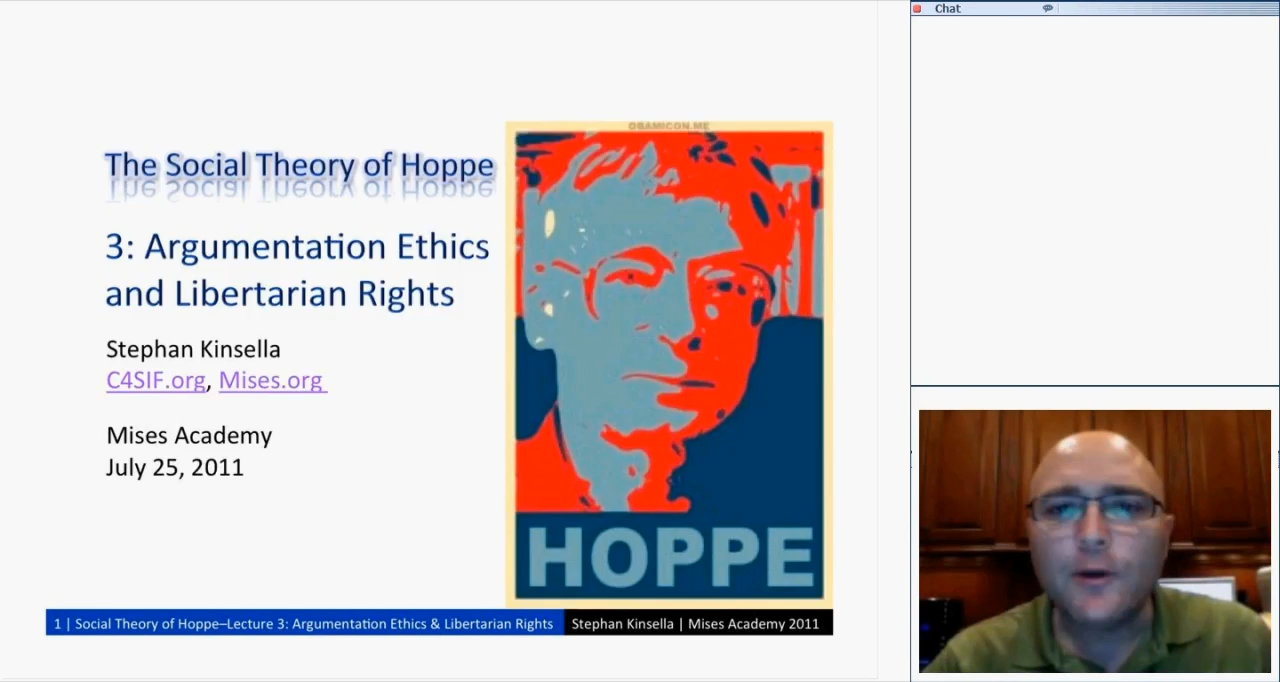 Chat
OBAMICON.ME
The Social Theory of Hoppe
3: Argumentation Ethics
and Libertarian Rights
Stephan Kinsella
C4SIF.org, Mises.org
Mises Academy
July 25, 2011
HOPPE
1 | Social Theory of Hoppe–Lecture 3: Argumentation Ethics & Libertarian Rights
Stephan Kinsella | Mises Academy 2011